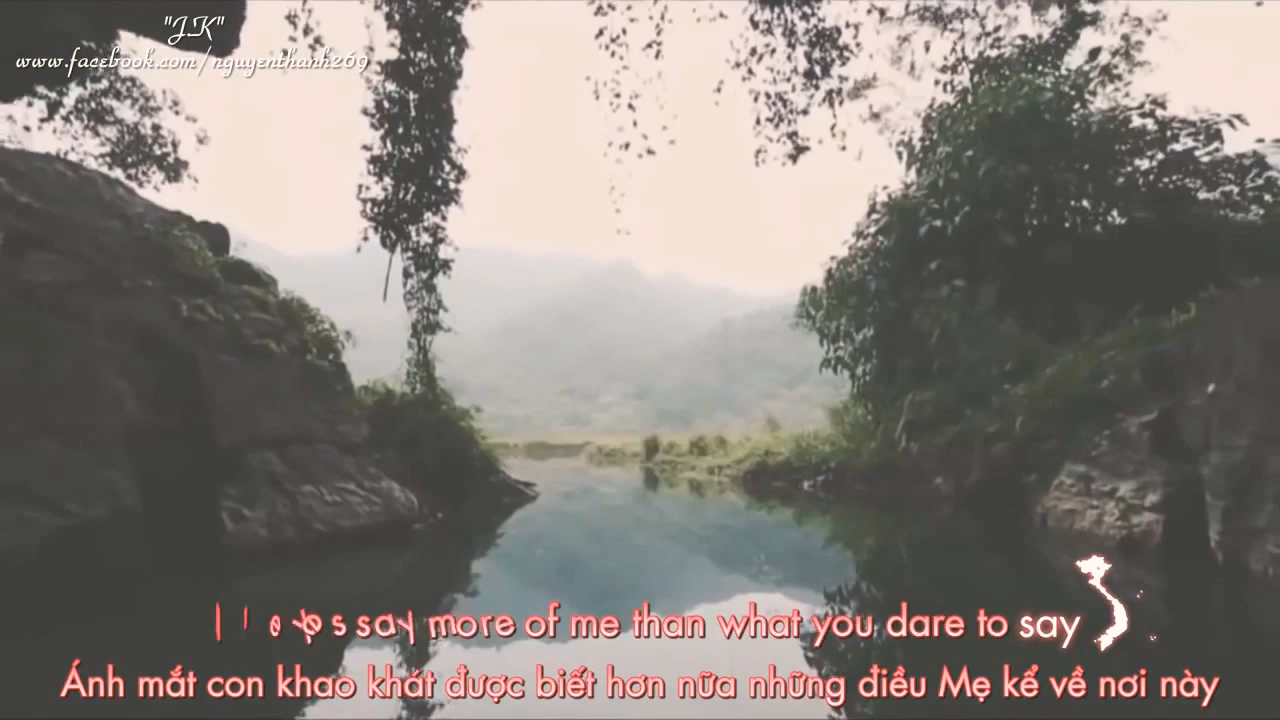 "J.K"
www.facebook.com/nguyenthanh269
say more of me than what you dare to say
Ánh mắt con khao khát được biết hơn nữa những điều Mẹ kể về nơi này